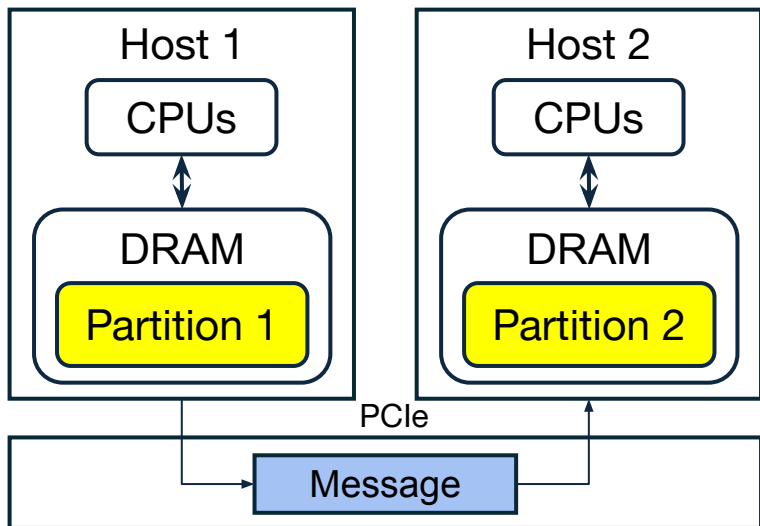 Host 1
CPUs
DRAM
Partition 1
Host 2
CPUs
DRAM
Partition 2
PCIe
Message